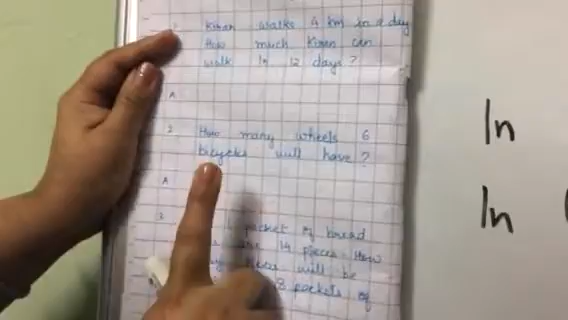 1 Kiran walks 4 km in a day
How much Kiran can
walk in 12 days ?
A
2 How many wheels 6
bicycles will have ?
A
3 packet of bread
14 pieces. How
will be
8 packets of
In
In